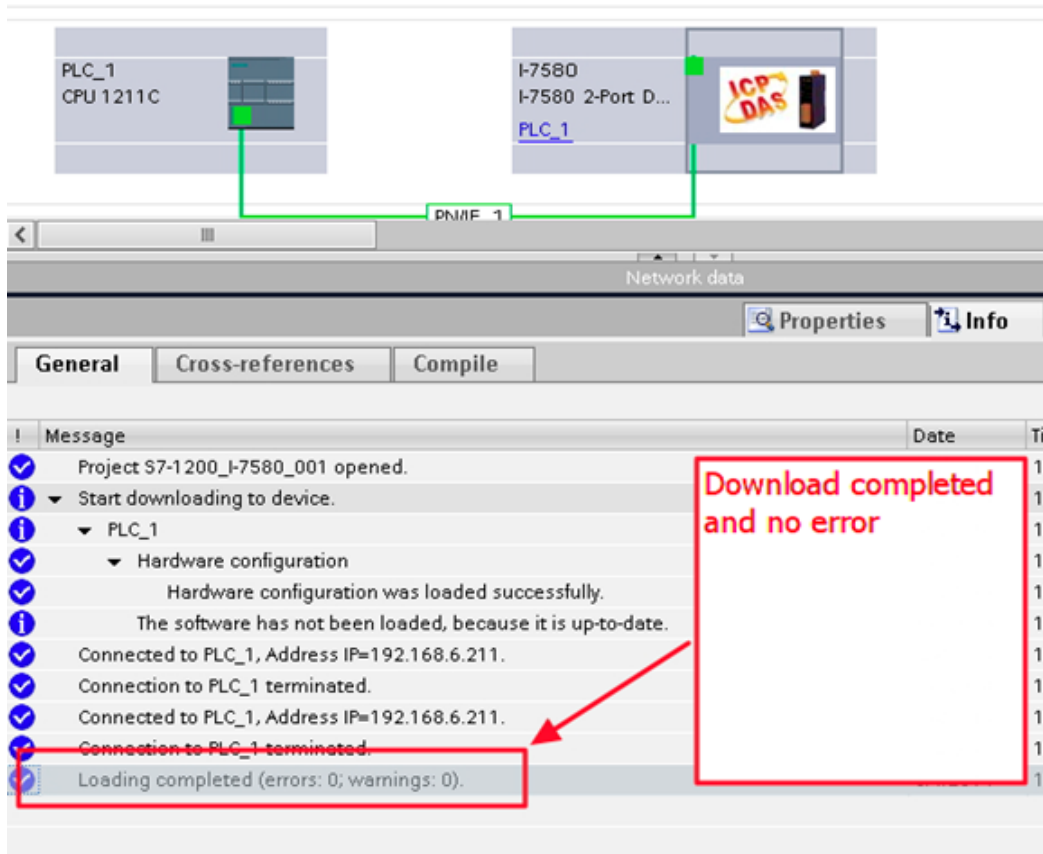 PLC_1
CPU 1211C
I-7580
I-7580 2-Port D...
PLC_1
ICP
DAS
PN/IE_1
Network data
Properties
Info
General
Cross-references
Compile
! Message Date
Project S7-1200_I-7580_001 opened.
Start downloading to device.
PLC_1
Hardware configuration
Hardware configuration was loaded successfully.
The software has not been loaded, because it is up-to-date.
Connected to PLC_1, Address IP=192.168.6.211.
Connection to PLC_1 terminated.
Connected to PLC_1, Address IP=192.168.6.211.
Connection to PLC_1 terminated.
Loading completed (errors: 0; warnings: 0).
Download completed
and no error